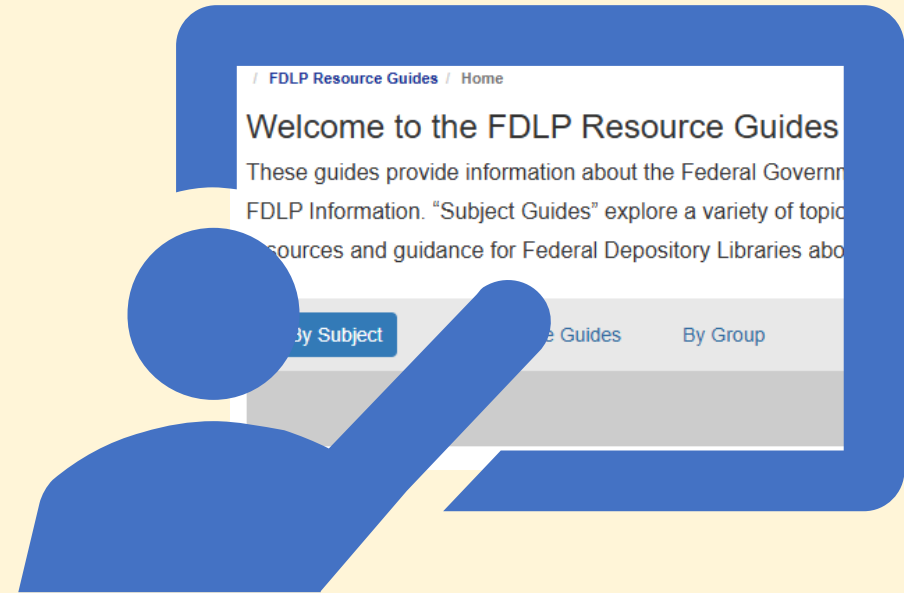 / FDLP Resource Guides / Home
Welcome to the FDLP Resource Guides
These guides provide information about the Federal
FDLP Information. “Subject Guides” explore a variety of
and guidance for Federal Depository Libraries
By Subject Guides By Group